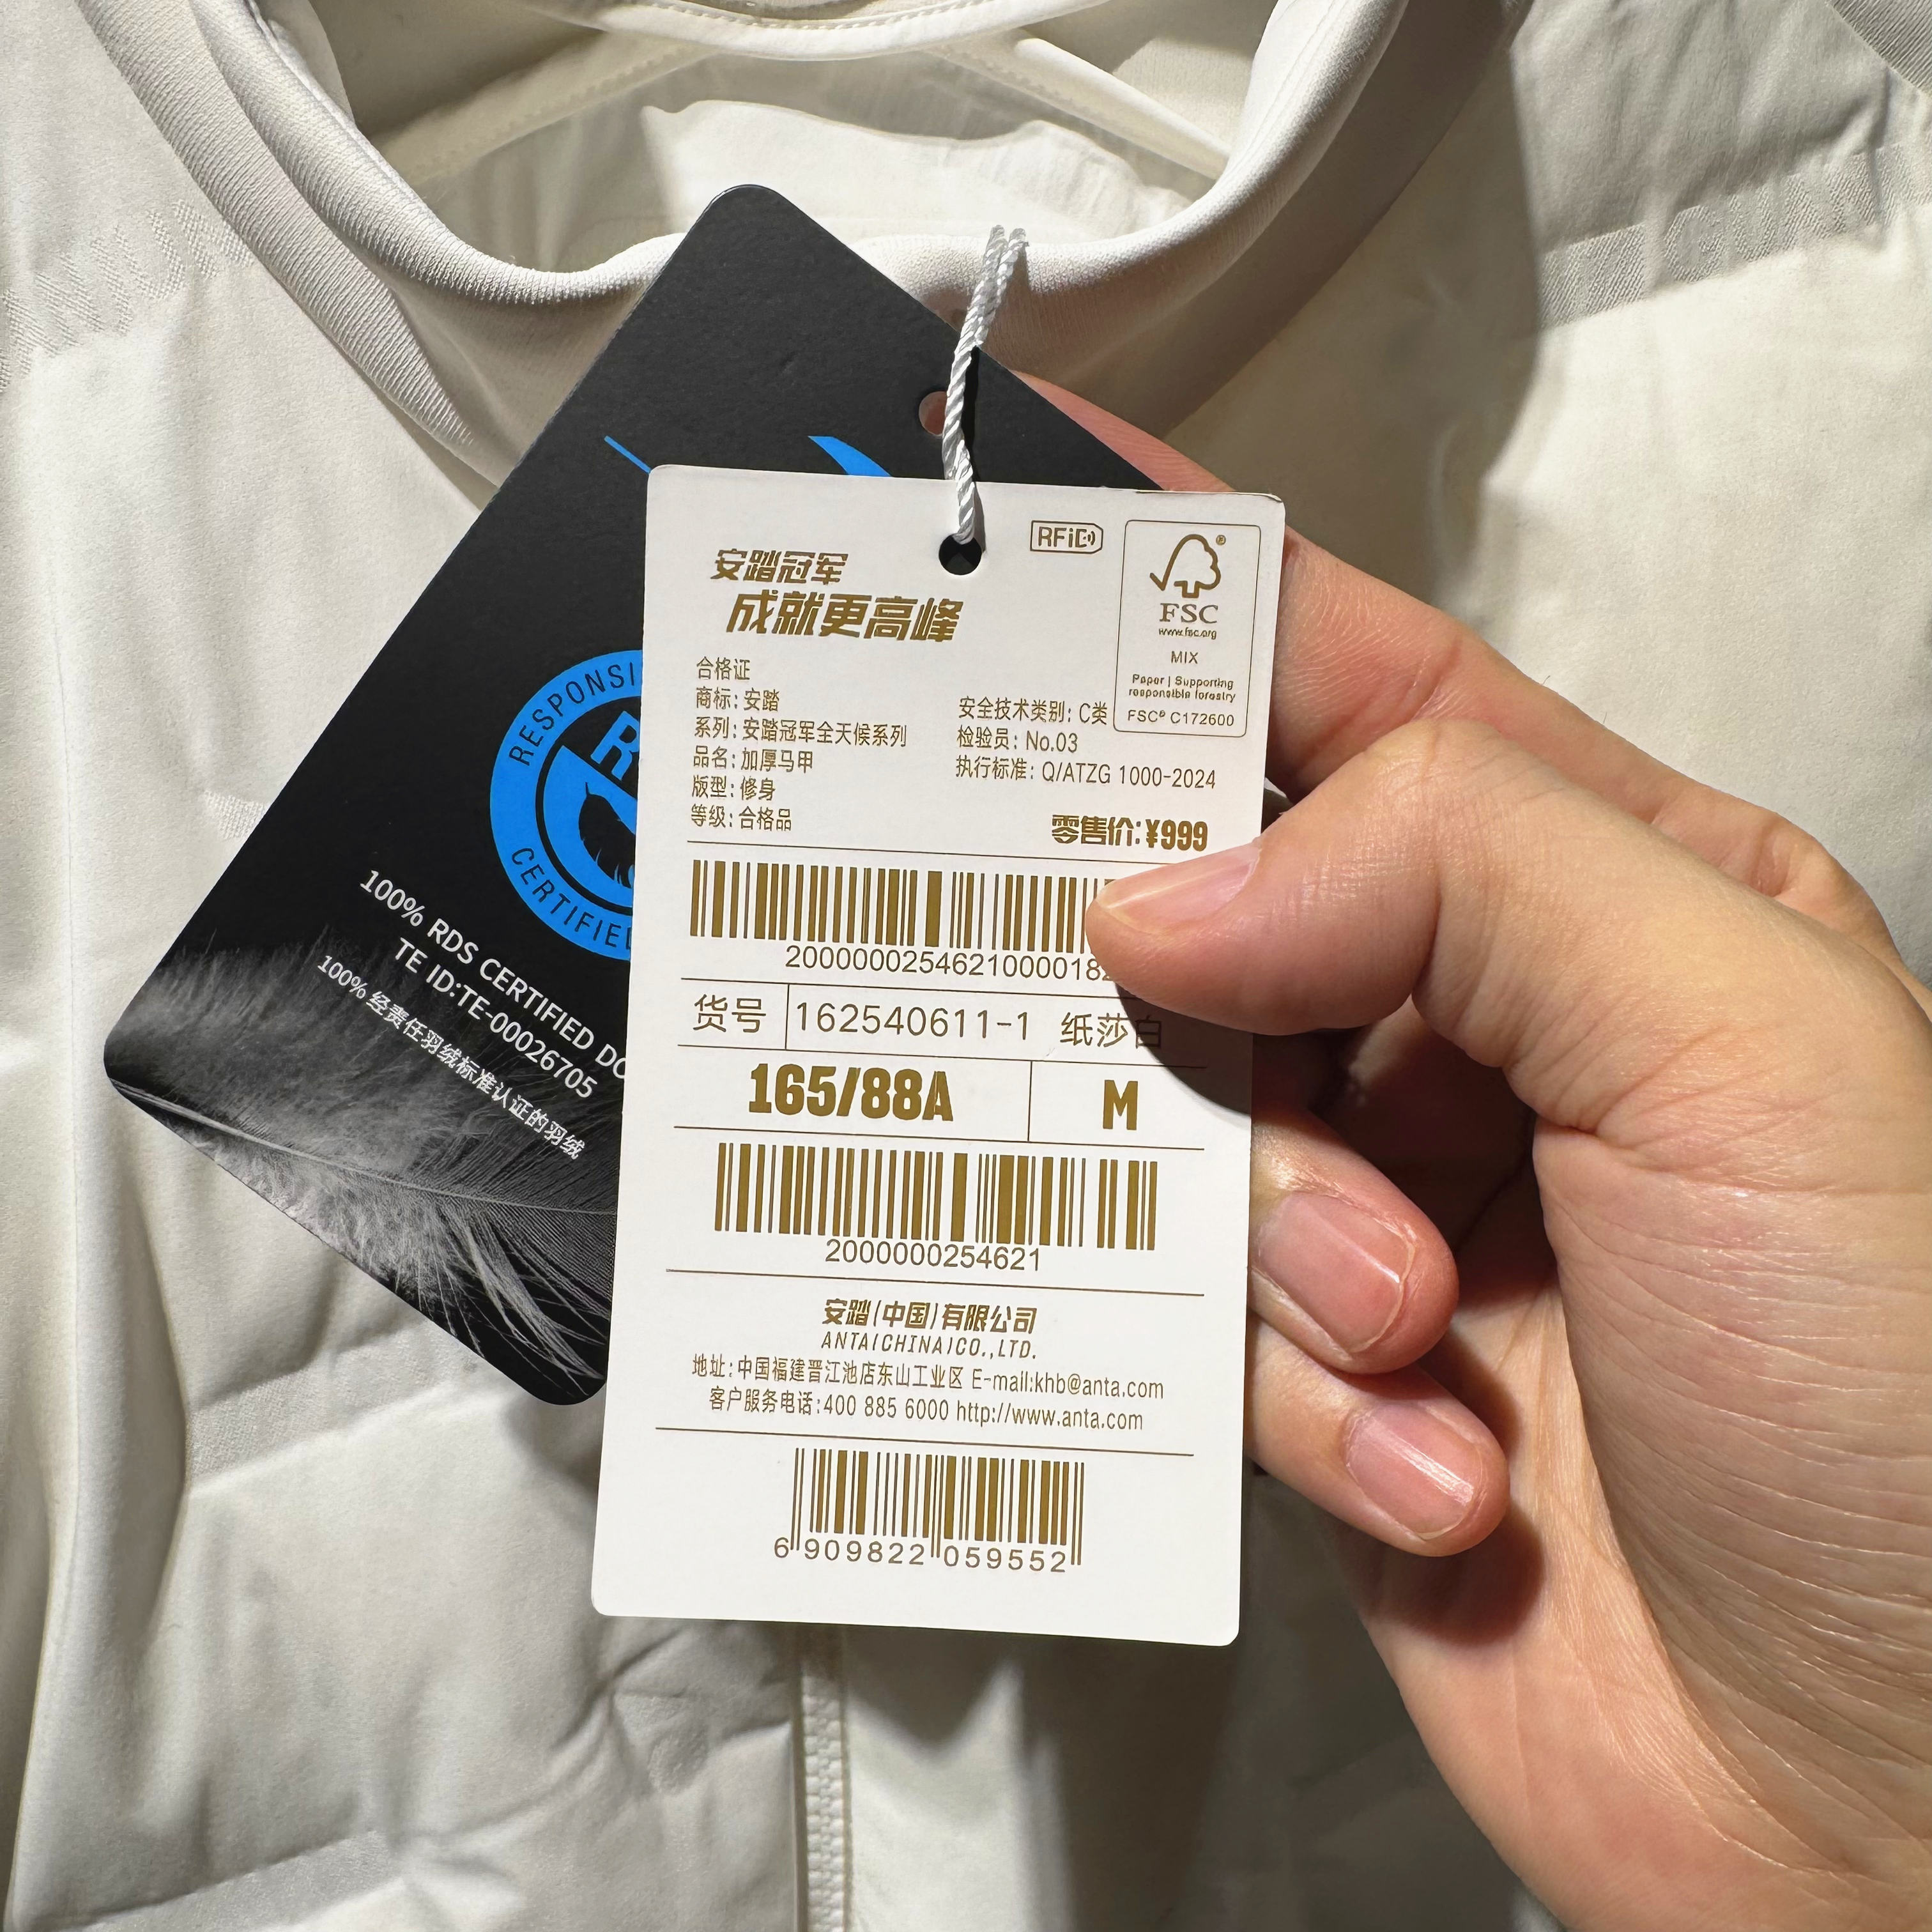 安踏冠军
成就更高峰
RFiD
FSC®
www.fsc.org
MIX
Paper | Supporting
responsible forestry
FSC® C172600
合格证
商标: 安踏
系列: 安踏冠军全天候系列
品名: 加厚马甲
版型: 修身
等级: 合格品
安全技术类别: C类
检验员: No.03
执行标准: Q/ATZG 1000-2024
零售价:¥999
2000000254621000018
货号 162540611-1 纸莎白
165/88A M
2000000254621
安踏(中国)有限公司
ANTA(CHINA)CO.,LTD.
地址:中国福建晋江池店东山工业区 E-mail:khb@anta.com
客户服务电话:400 885 6000 http://www.anta.com
6 909822 059552
CERTIFIED
100% RDS CERTIFIED
TE ID:TE-00026705
100% 经责任羽绒标准认证的羽绒